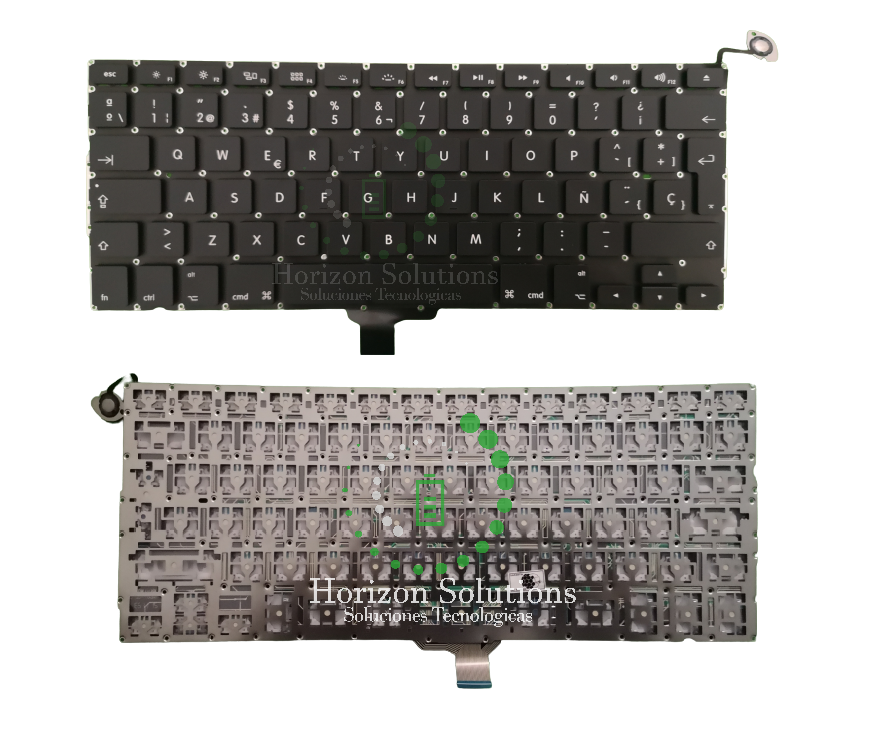 esc F1 F2 F3 F4 F5 F6 F7 F8 F9 F10 F11 F12
ª ! " · $ % & / ( ) = ? ¿
º \ 1 | 2 @ 3 # 4 5 6 ¬ 7 8 9 0 ' ¡ ←
Q W E € R T Y U I O P ^ ` [ * + ]
A S D F G H J K L Ñ ¨ ´ { Ç }
> < Z X C V B N M ; , : . _ -
alt alt
fn ctrl ⌥ cmd ⌘ ⌘ cmd ⌥
Horizon Solutions
Soluciones Tecnologicas
Horizon Solutions
Soluciones Tecnologicas